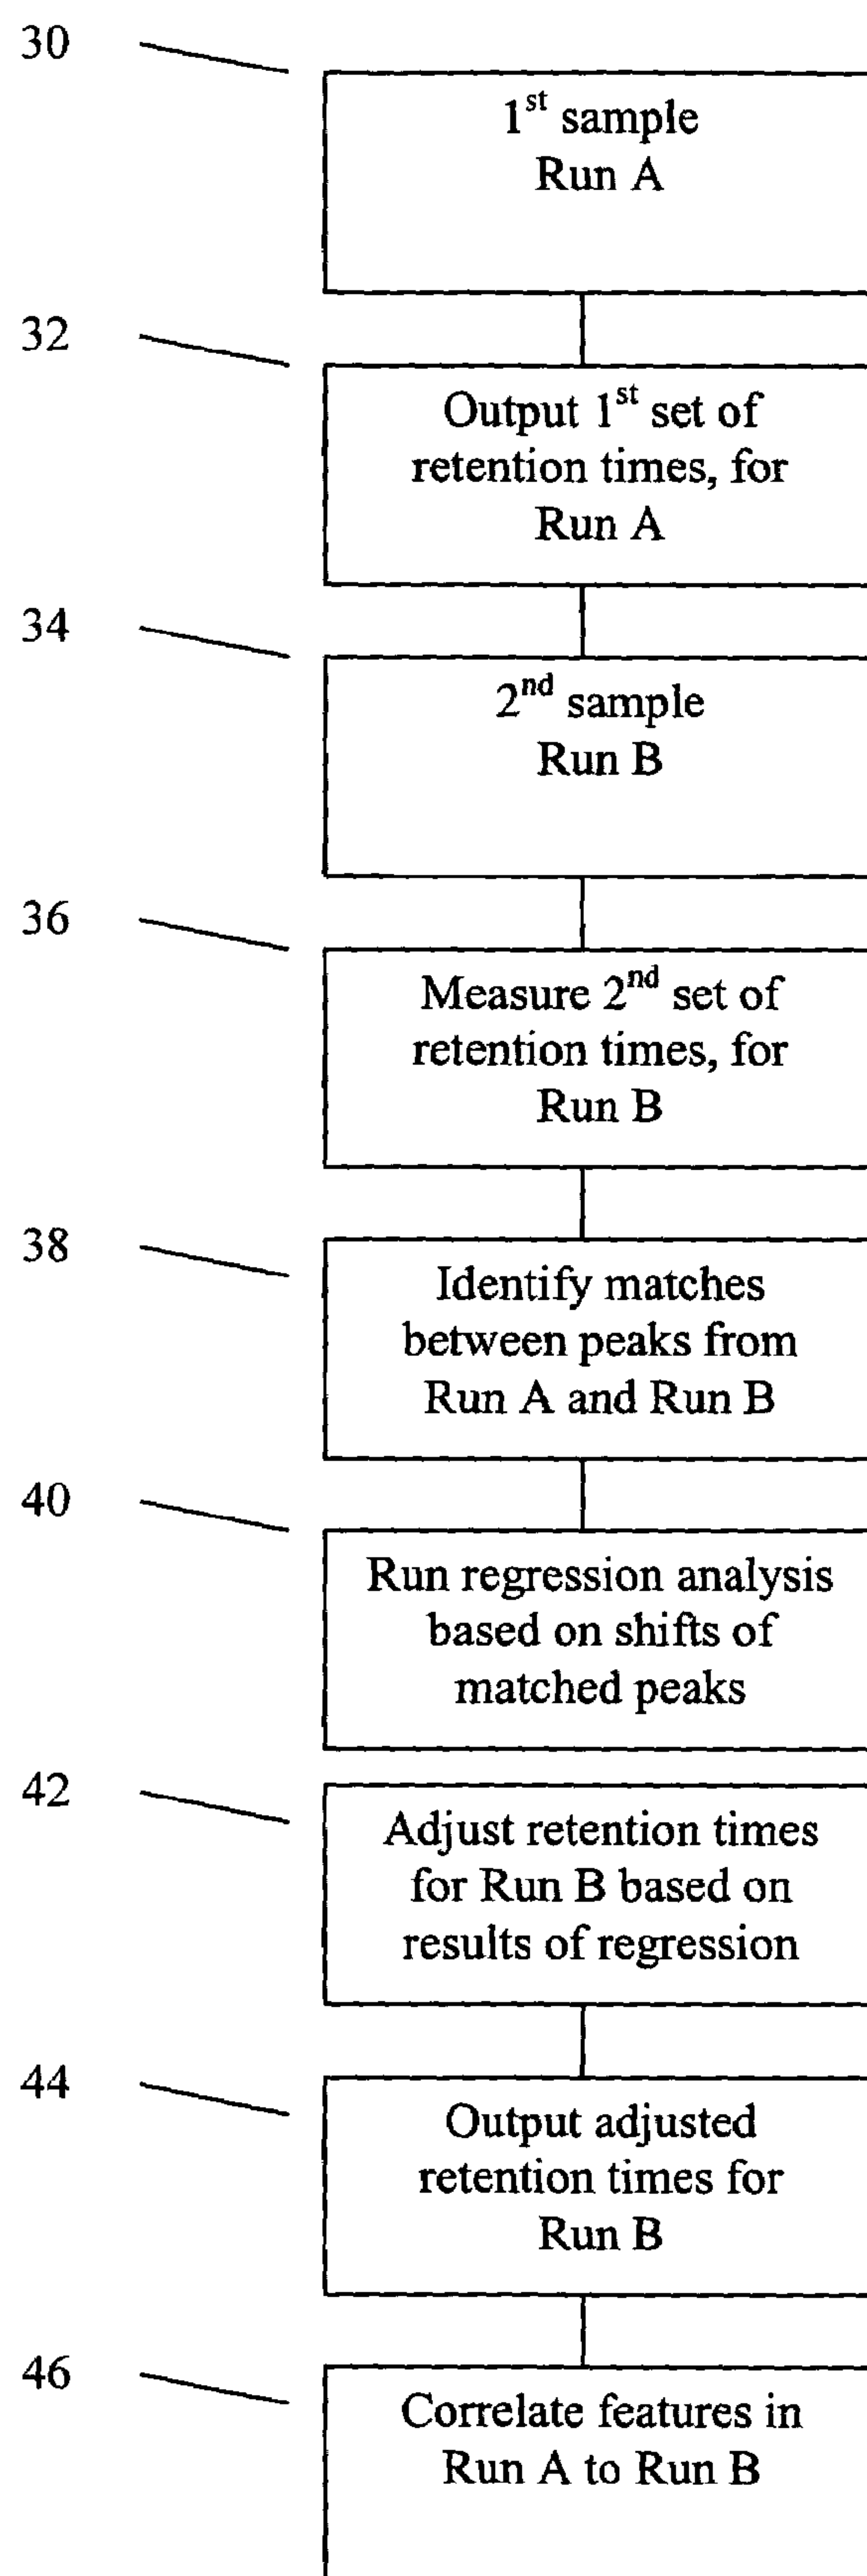 30
1st sample
Run A
32
Output 1st set of
retention times, for
Run A
34
2nd sample
Run B
36
Measure 2nd set of
retention times, for
Run B
38
Identify matches
between peaks from
Run A and Run B
40
Run regression analysis
based on shifts of
matched peaks
42
Adjust retention times
for Run B based on
results of regression
44
Output adjusted
retention times for
Run B
46
Correlate features in
Run A to Run B